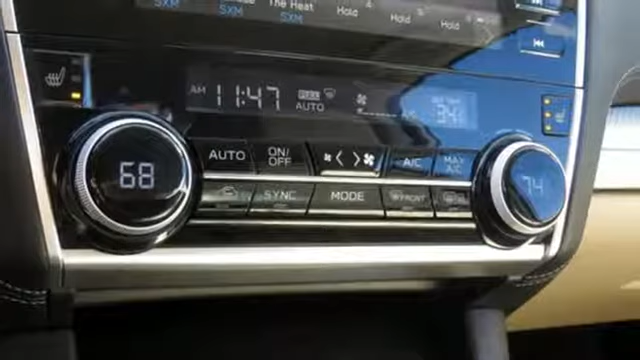 The Heat
SXM SXM SXM Hold Hold Hold
AM 11:47 FULL AUTO
AUTO ON/OFF A/C MAX A/C
68 74
SYNC MODE FRONT